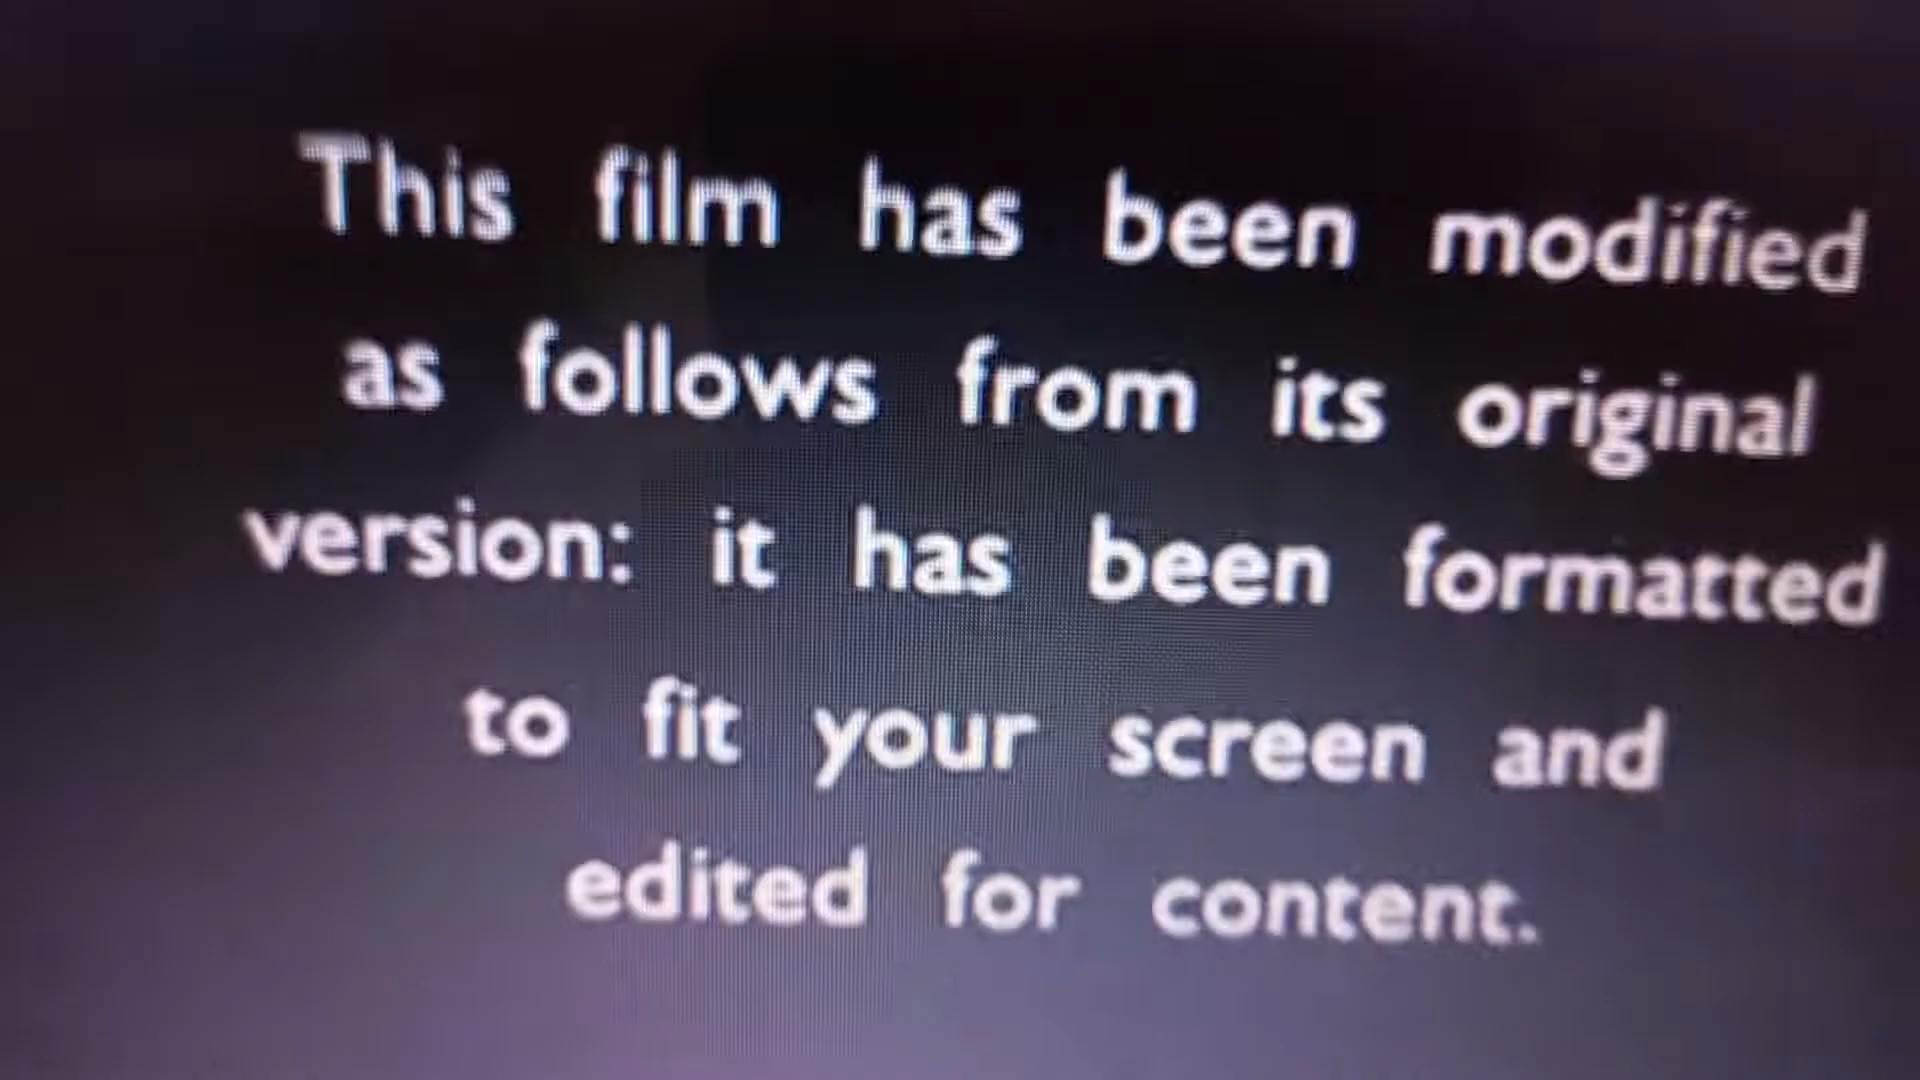 This film has been modified
as follows from its original
version: it has been formatted
to fit your screen and
edited for content.